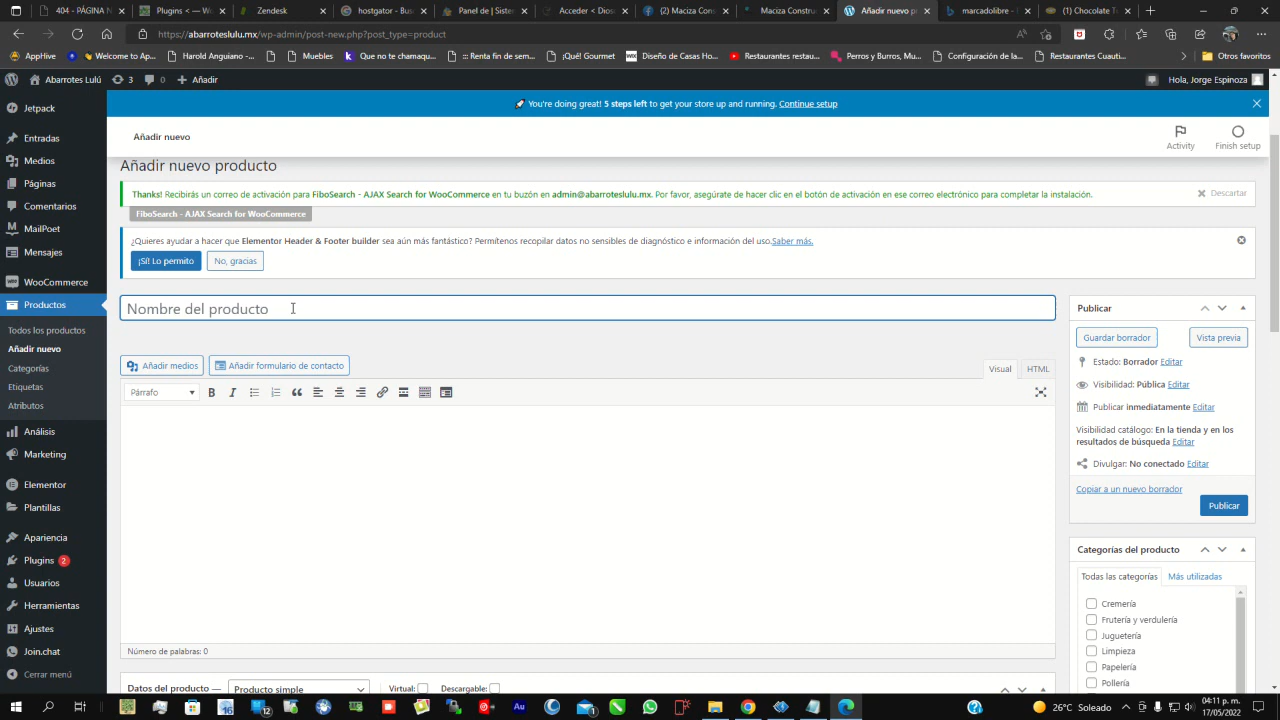 404 - PÁGINA N
Plugins < ‹ — W
Zendesk
hostgator - Bus
Panel de | Sister
Acceder < Dios
(2) Maciza Cons
Maciza Constru
Añadir nuevo p
marcadolibre -
(1) Chocolate T
https://abarroteslulu.mx/wp-admin/post-new.php?post_type=product
AppHive
Welcome to Ap...
Harold Anguiano -...
Muebles
Que no te chamaqu...
::: Renta fin de sem...
¡Qué! Gourmet
WIX
Diseño de Casas Ho...
Restaurantes restau...
Perros y Burros, Mo...
Configuración de la...
Restaurantes Cuauti...
Otros favoritos
Abarrotes Lulú
3
0
Añadir
Hola, Jorge Espinoza
Jetpack
Entradas
Medios
Páginas
Comentarios
MailPoet
Mensajes
WooCommerce
Productos
Todos los productos
Añadir nuevo
Categorías
Etiquetas
Atributos
Análisis
Marketing
Elementor
Plantillas
Apariencia
Plugins 2
Usuarios
Herramientas
Ajustes
Join.chat
Cerrar menú
You're doing great! 5 steps left to get your store up and running. Continue setup
Añadir nuevo
Activity
Finish setup
Añadir nuevo producto
Thanks! Recibirás un correo de activación para FiboSearch - AJAX Search for WooCommerce en tu buzón en admin@abarroteslulu.mx. Por favor, asegúrate de hacer clic en el botón de activación en ese correo electrónico para completar la instalación.
Descartar
FiboSearch - AJAX Search for WooCommerce
¿Quieres ayudar a hacer que Elementor Header & Footer builder sea aún más fantástico? Permítenos recopilar datos no sensibles de diagnóstico e información del uso.Saber más.
¡Sí! Lo permito
No, gracias
Nombre del producto
Añadir medios
Añadir formulario de contacto
Visual
HTML
Párrafo
B
I
Número de palabras: 0
Datos del producto —
Producto simple
Virtual:
Descargable:
Publicar
Guardar borrador
Vista previa
Estado: Borrador Editar
Visibilidad: Pública Editar
Publicar inmediatamente Editar
Visibilidad catálogo: En la tienda y en los
resultados de búsqueda Editar
Divulgar: No conectado Editar
Copiar a un nuevo borrador
Publicar
Categorías del producto
Todas las categorías
Más utilizadas
Cremería
Frutería y verdulería
Juguetería
Limpieza
Papelería
Pollería
26°C Soleado
04:11 p. m.
17/05/2022